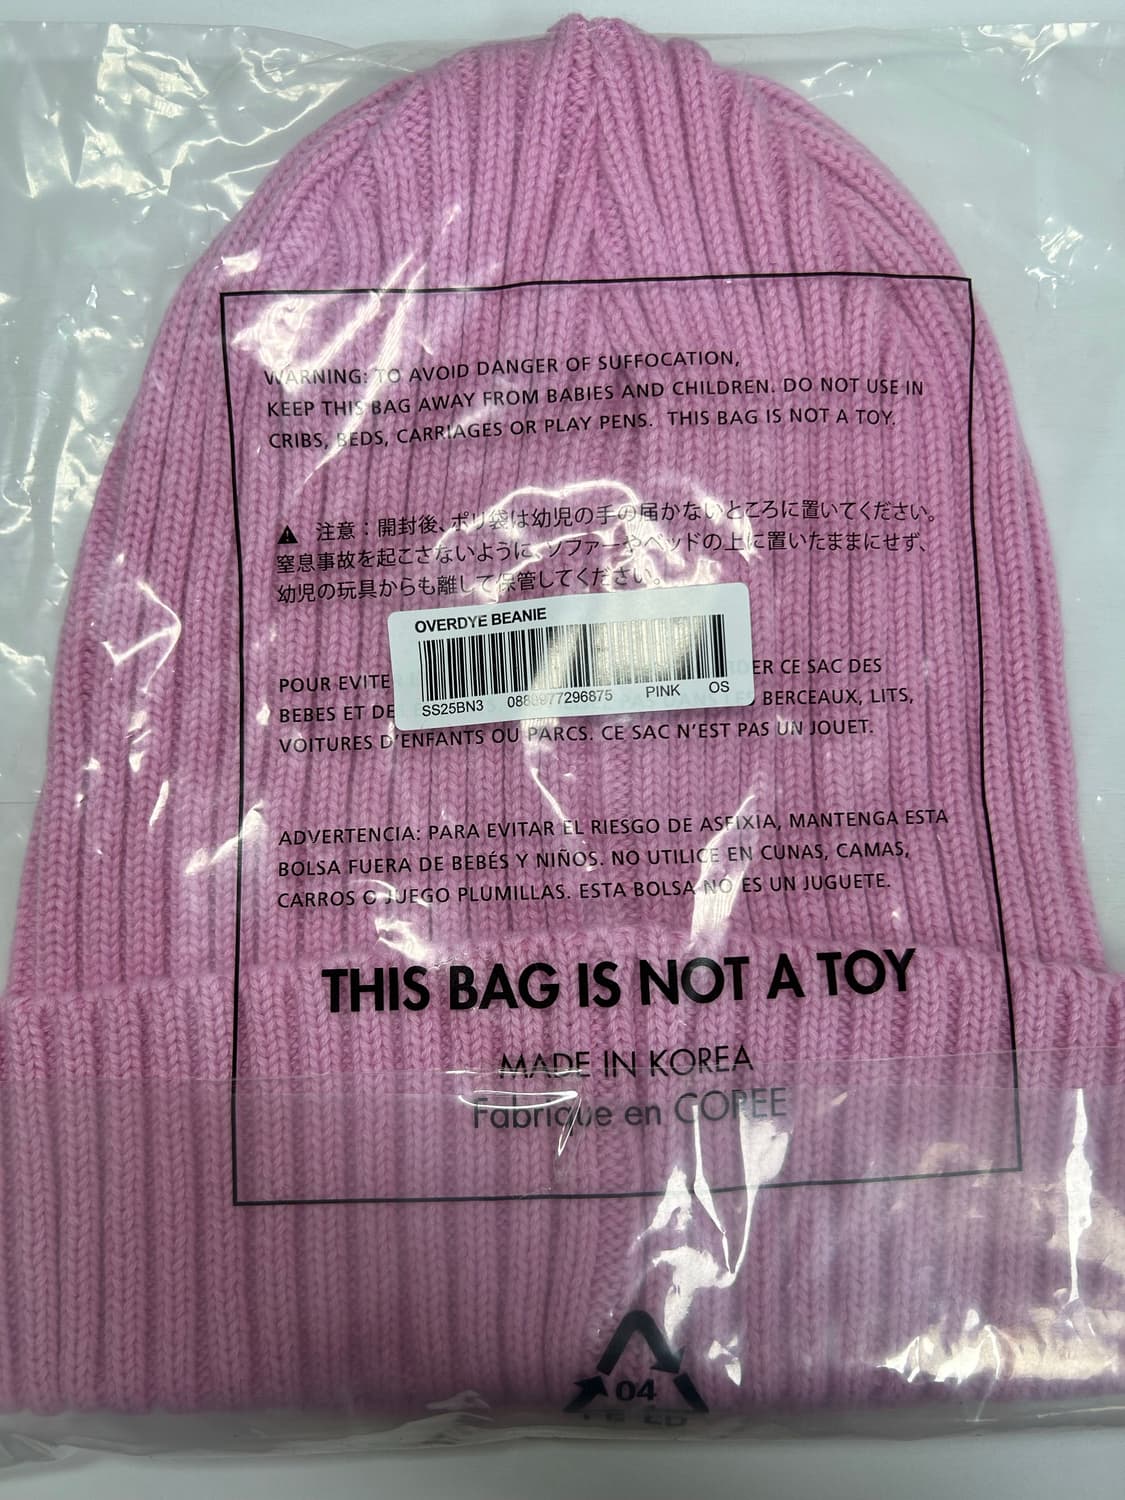 WARNING: TO AVOID DANGER OF SUFFOCATION,
KEEP THIS BAG AWAY FROM BABIES AND CHILDREN. DO NOT USE IN
CRIBS, BEDS, CARRIAGES OR PLAY PENS. THIS BAG IS NOT A TOY.
注意：開封後、ポリ袋は幼児の手の届かないところに置いてください。
窒息事故を起こさないように、ソファーやベッドの上に置いたままにせず、
幼児の玩具からも離して保管してください。
OVERDYE BEANIE
SS25BN3 0888977296875 PINK OS
POUR EVITE CE SAC DES
BEBES ET DE BERCEAUX, LITS,
VOITURES D'ENFANTS OU PARCS. CE SAC N'EST PAS UN JOUET.
ADVERTENCIA: PARA EVITAR EL RIESGO DE ASFIXIA, MANTENGA ESTA
BOLSA FUERA DE BEBÉS Y NIÑOS. NO UTILICE EN CUNAS, CAMAS,
CARROS O JUEGO PLUMILLAS. ESTA BOLSA NO ES UN JUGUETE.
THIS BAG IS NOT A TOY
MADE IN KOREA
Fabrique en COREE
04